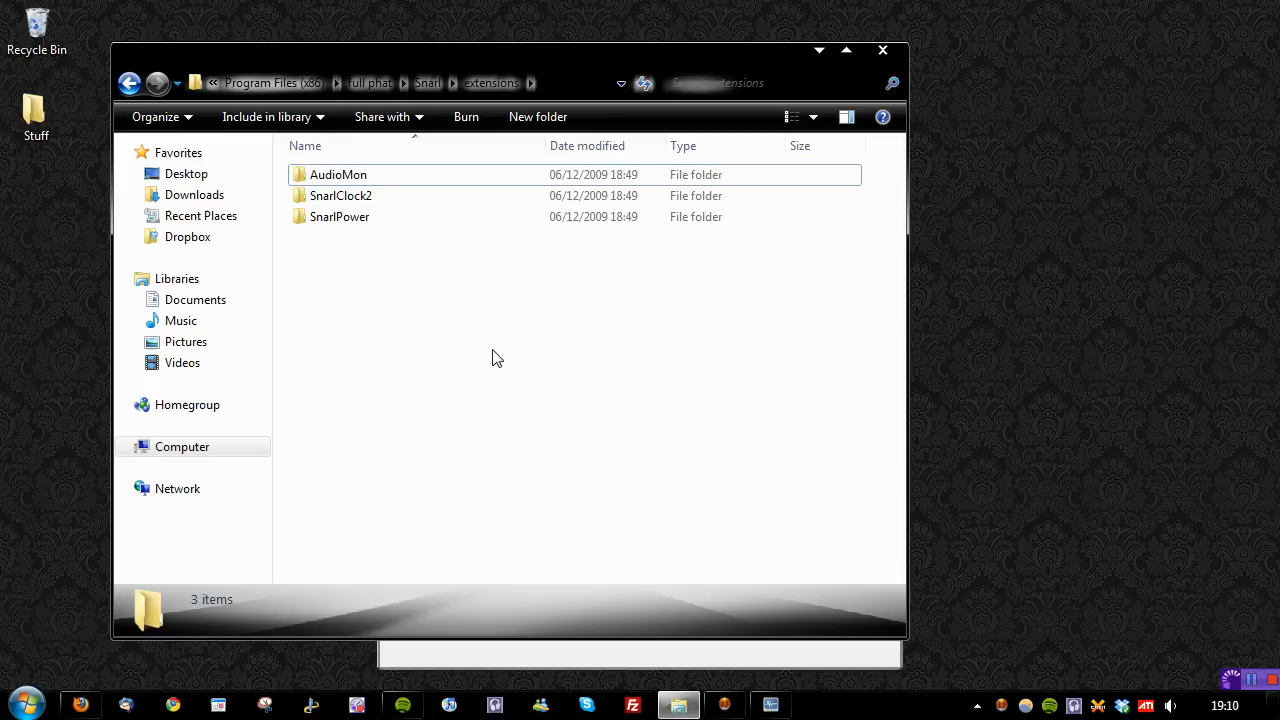 Recycle Bin
Stuff
« Program Files (x86 full phat Snarl extensions
Organize Include in library Share with Burn New folder
Name Date modified Type Size
Favorites
Desktop
Downloads
Recent Places
Dropbox
Libraries
Documents
Music
Pictures
Videos
Homegroup
Computer
Network
AudioMon 06/12/2009 18:49 File folder
SnarlClock2 06/12/2009 18:49 File folder
SnarlPower 06/12/2009 18:49 File folder
3 items
ATI
19:10